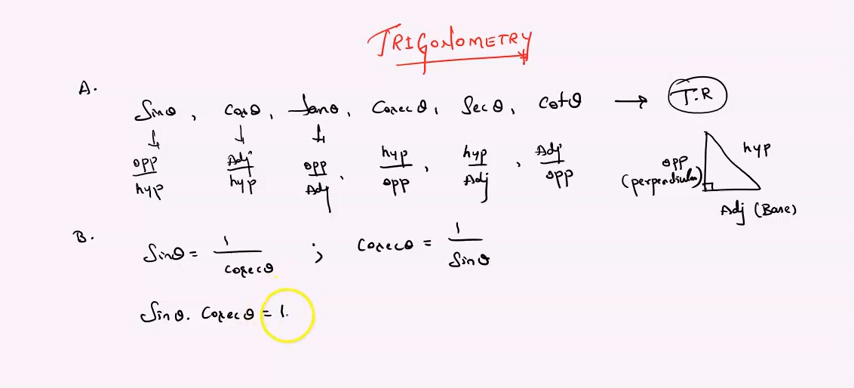 TRIGONOMETRY
A.
Sinθ, Cosθ, tanθ, Cosecθ, Secθ, Cotθ → T.R
opp/hyp Adj/hyp opp/Adj, hyp/opp, hyp/Adj, Adj/opp
opp (perpendicular)
hyp
Adj (Base)
B.
Sinθ = 1/cosecθ ; Cosecθ = 1/Sinθ
Sinθ. Cosecθ = 1.